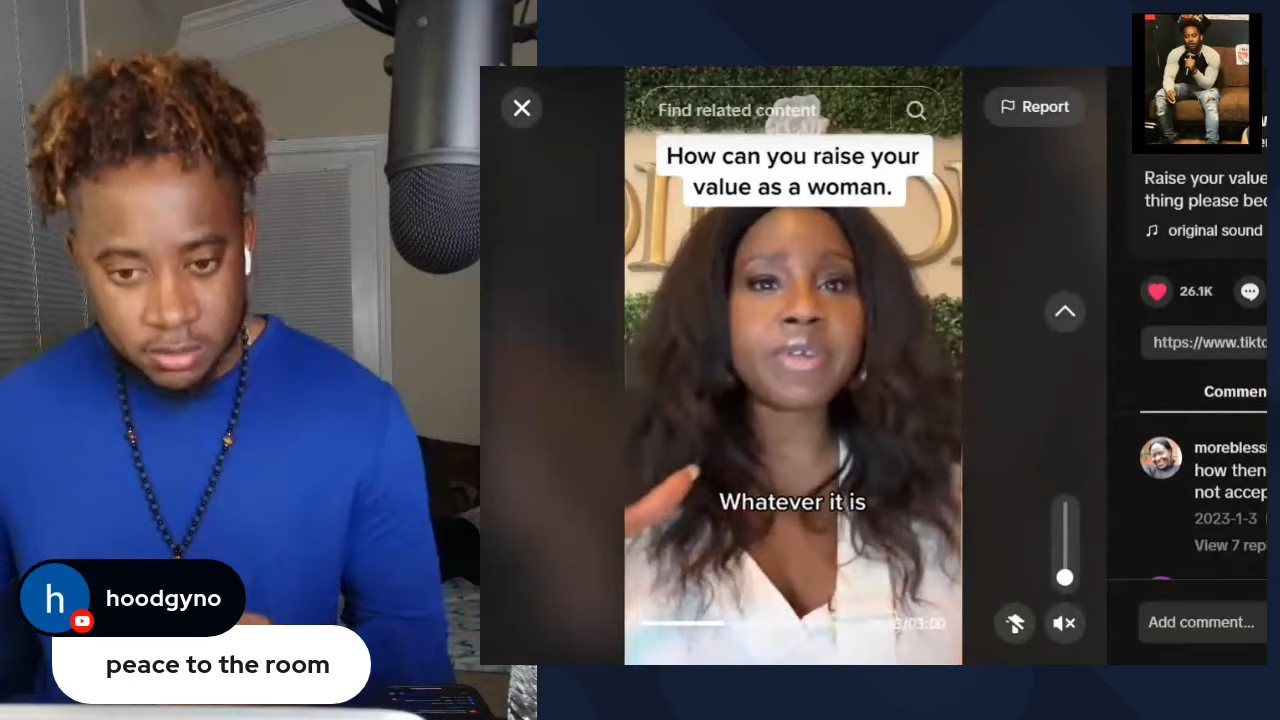 Find related content
Report
How can you raise your
value as a woman.
Raise your value
thing please bec
original sound
26.1K
https://www.tikto
Commen
moreblessi
how then
not accep
2023-1-3
View 7 rep
Whatever it is
/03:00
Add comment...
h
hoodgyno
peace to the room